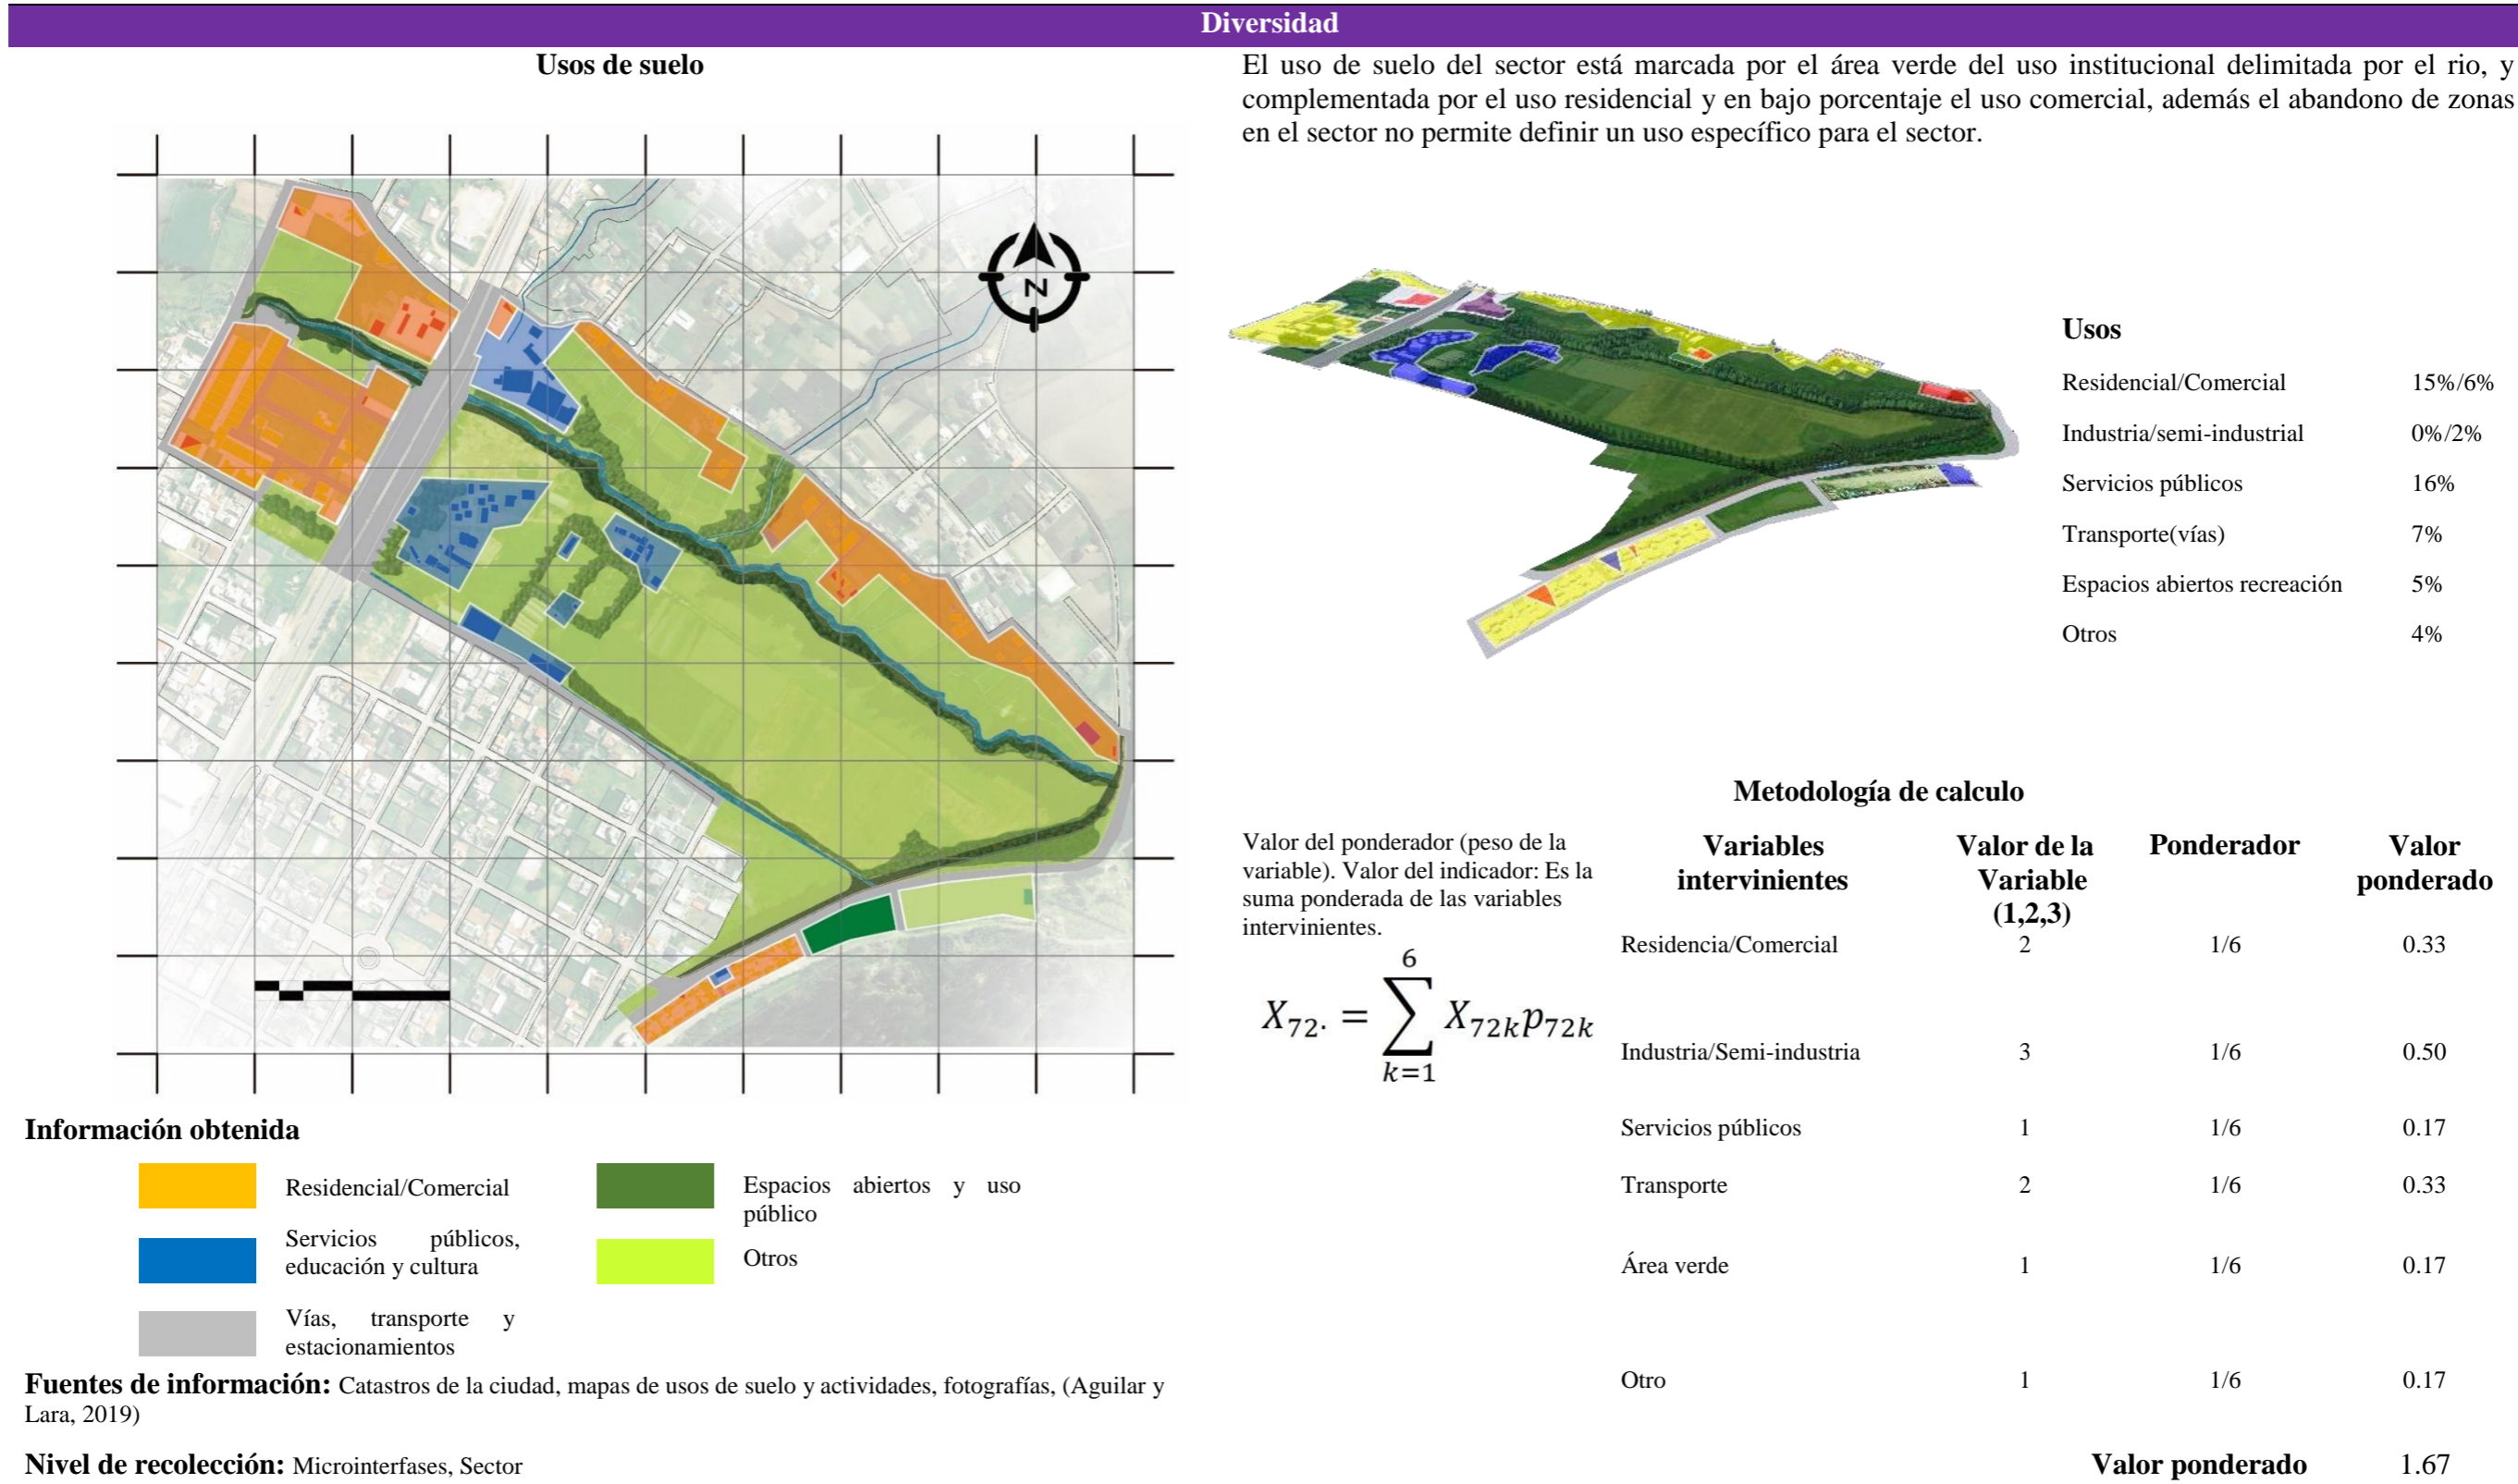 Diversidad
Usos de suelo
El uso de suelo del sector está marcada por el área verde del uso institucional delimitada por el rio, y
complementada por el uso residencial y en bajo porcentaje el uso comercial, además el abandono de zonas
en el sector no permite definir un uso específico para el sector.
N
Usos
Residencial/Comercial 15%/6%
Industria/semi-industrial 0%/2%
Servicios públicos 16%
Transporte(vías) 7%
Espacios abiertos recreación 5%
Otros 4%
Metodología de calculo
Valor del ponderador (peso de la
variable). Valor del indicador: Es la
suma ponderada de las variables
intervinientes.
X_{72}. = \sum_{k=1}^{6} X_{72k} p_{72k}
Variables intervinientes Valor de la Variable (1,2,3) Ponderador Valor ponderado
Residencia/Comercial 2 1/6 0.33
Industria/Semi-industria 3 1/6 0.50
Servicios públicos 1 1/6 0.17
Transporte 2 1/6 0.33
Área verde 1 1/6 0.17
Otro 1 1/6 0.17
Valor ponderado 1.67
Información obtenida
Residencial/Comercial
Servicios públicos,
educación y cultura
Vías, transporte y
estacionamientos
Espacios abiertos y uso
público
Otros
Fuentes de información: Catastros de la ciudad, mapas de usos de suelo y actividades, fotografías, (Aguilar y
Lara, 2019)
Nivel de recolección: Microinterfases, Sector